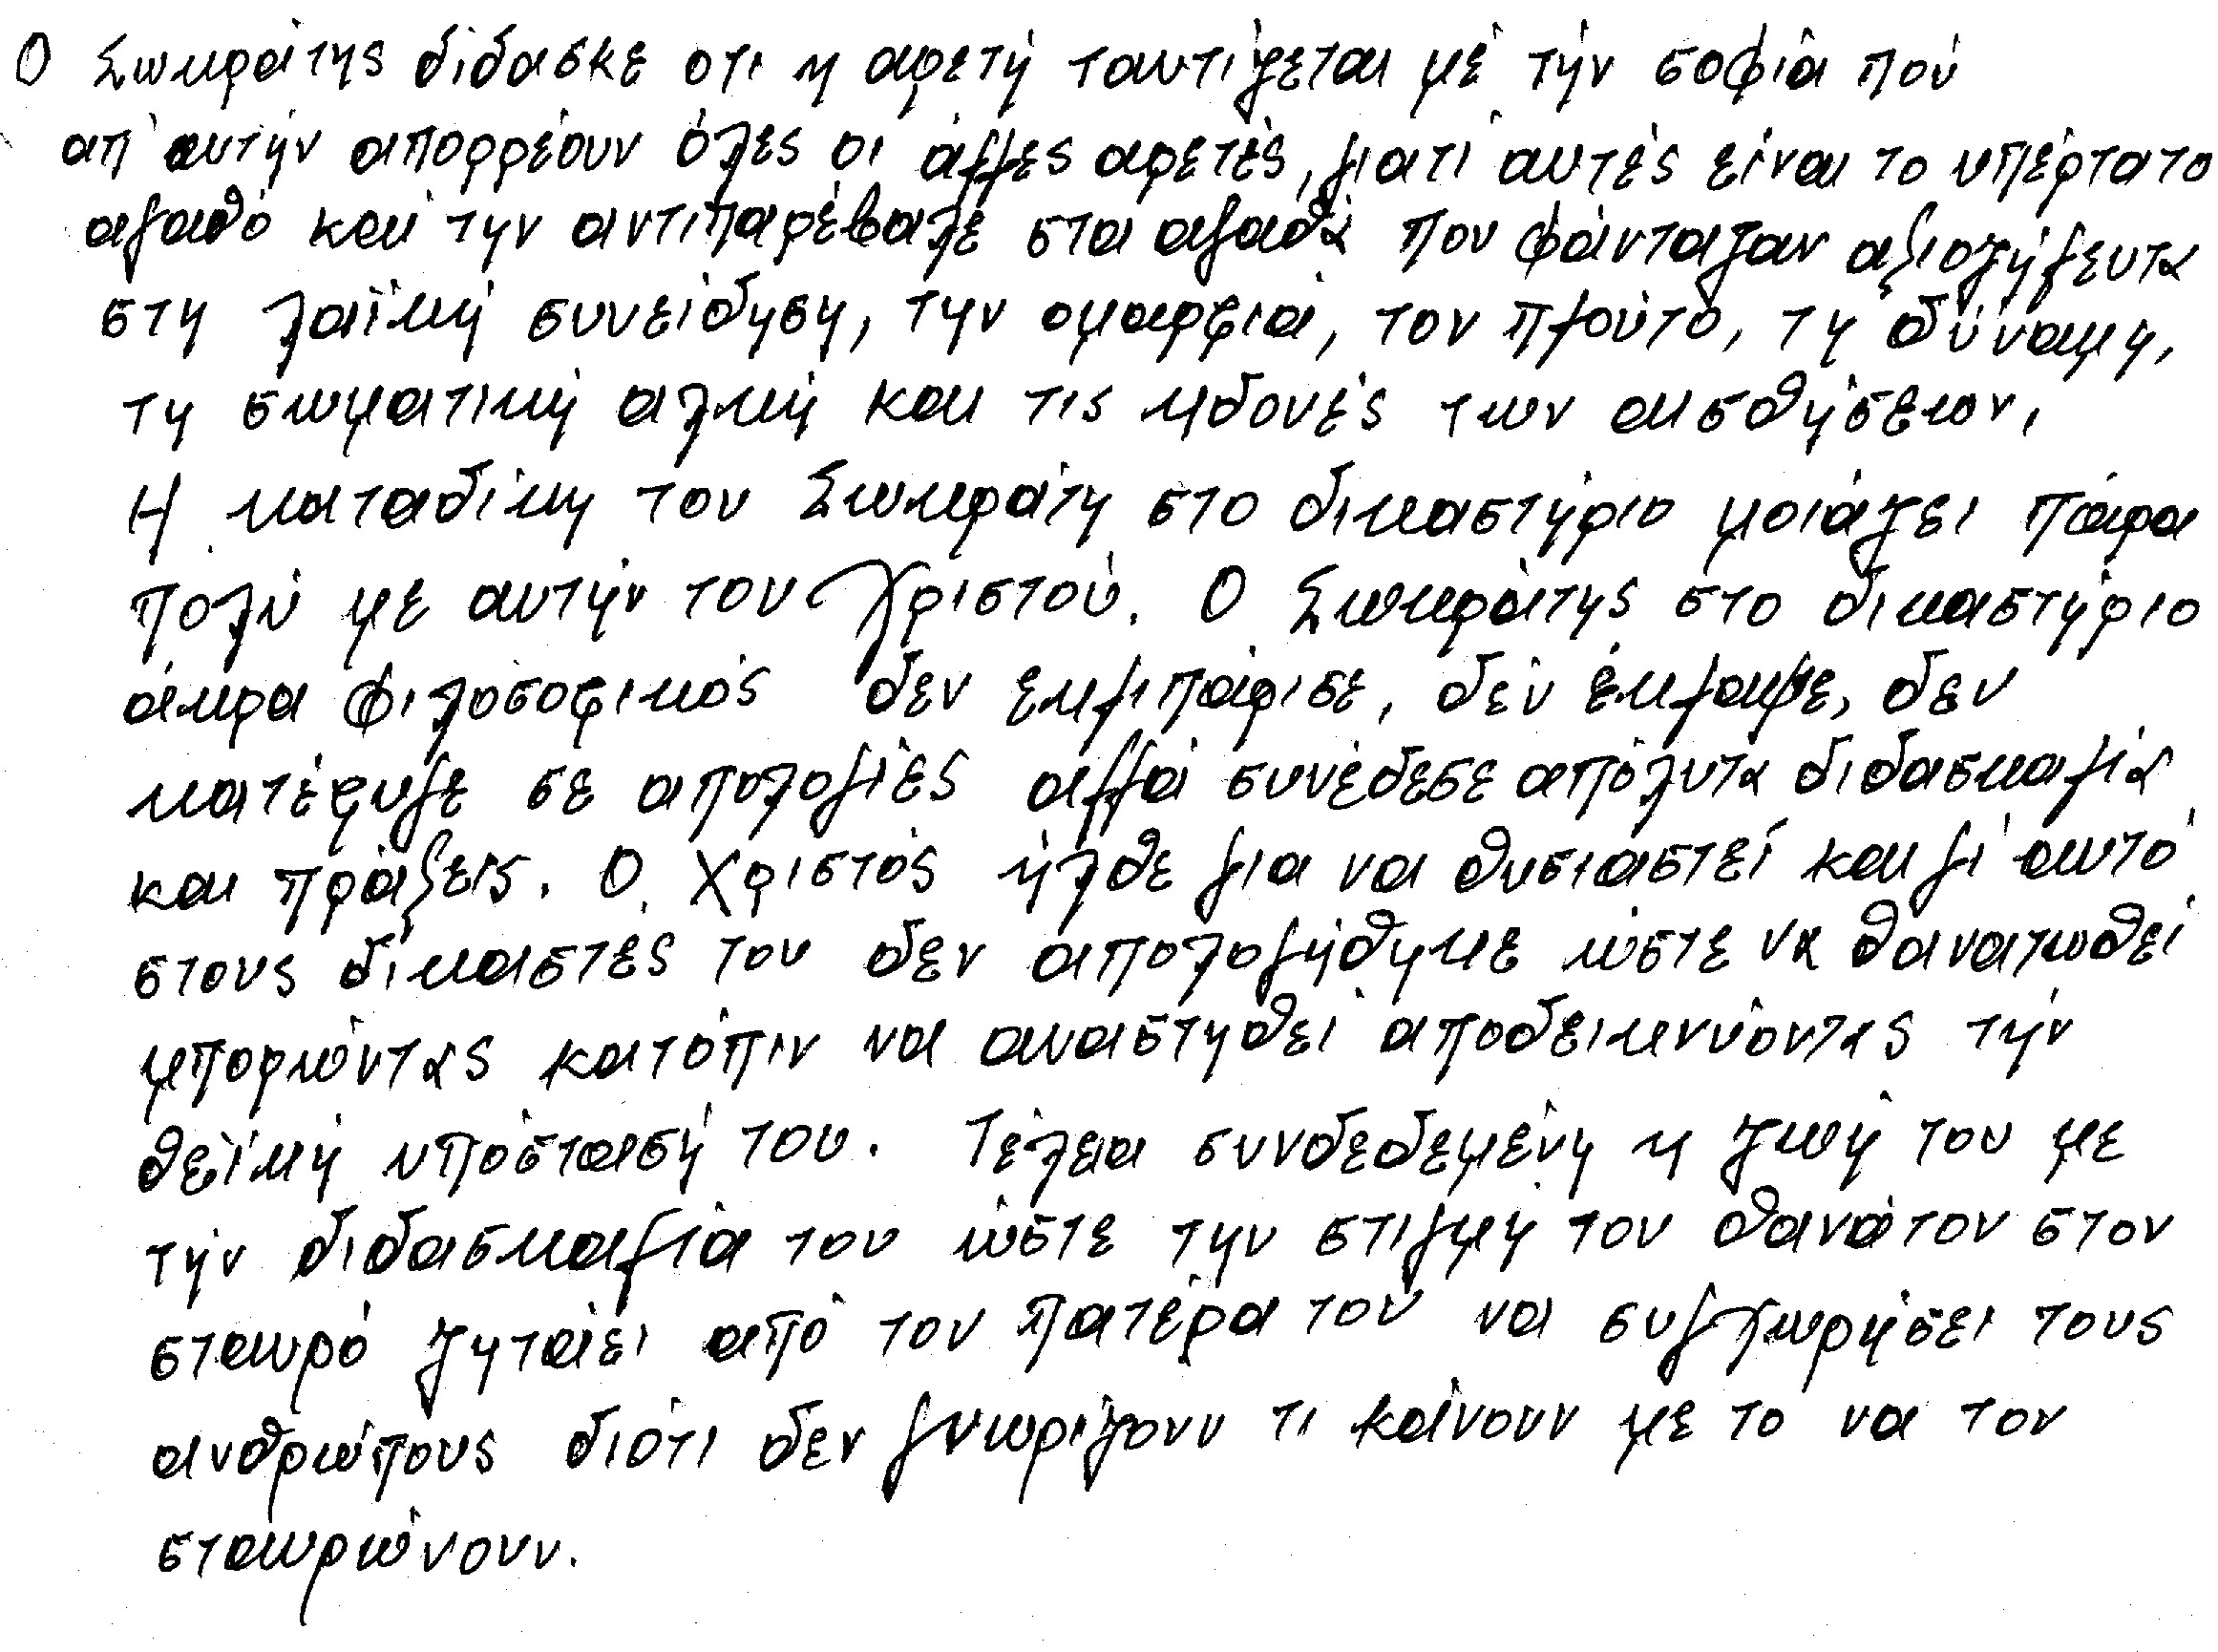 Ο Σωκράτης δίδασκε οτι η αρετή ταυτίζεται μέ τήν σοφία πού
απ' αυτήν απορρέουν όλες οι άλλες αρετές, γιατί αυτές είναι το υπέρτατο
αγαθό και την αντιπαρέβαλε στα αγαθά που φάνταζαν αξιοζήλευτα
στη λαϊκή συνείδηση, την ομορφιά, τον πλούτο, τη δύναμη,
τη σωματική αλκή και τις ηδονές των αισθήσεων,
Η καταδίκη του Σωκράτη στο δικαστήριο μοιάζει πάρα
πολύ με αυτήν του Χριστού. Ο Σωκράτης στο δικαστήριο
άκρα φιλοσοφικός δεν εκλιπάρισε, δέν έκλαψε, δεν
κατέφυγε σε απολογίες αλλά συνέδεσε απόλυτα διδασκαλία
και πράξεις. Ο Χριστός ήλθε για να θυσιαστεί και γι' αυτό
στους δικαστές του δεν απολογήθηκε ώστε να θανατωθεί
μπορώντας κατόπιν να αναστηθεί αποδεικνύοντας τήν
θεϊκή υπόστασή του. Τέλεια συνδεδεμένη η ζωή του με
τήν διδασκαλία του ώστε την στιγμή του θανάτου στον
σταυρό ζητάει από τον πατέρα του να συγχωρήσει τους
ανθρώπους διότι δεν γνωρίζουν τι κάνουν με το να τον
σταυρώνουν.